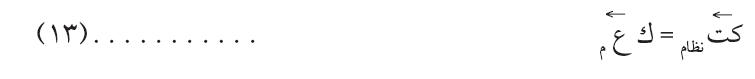 كت نظام = ك ع م ........... (١٣)